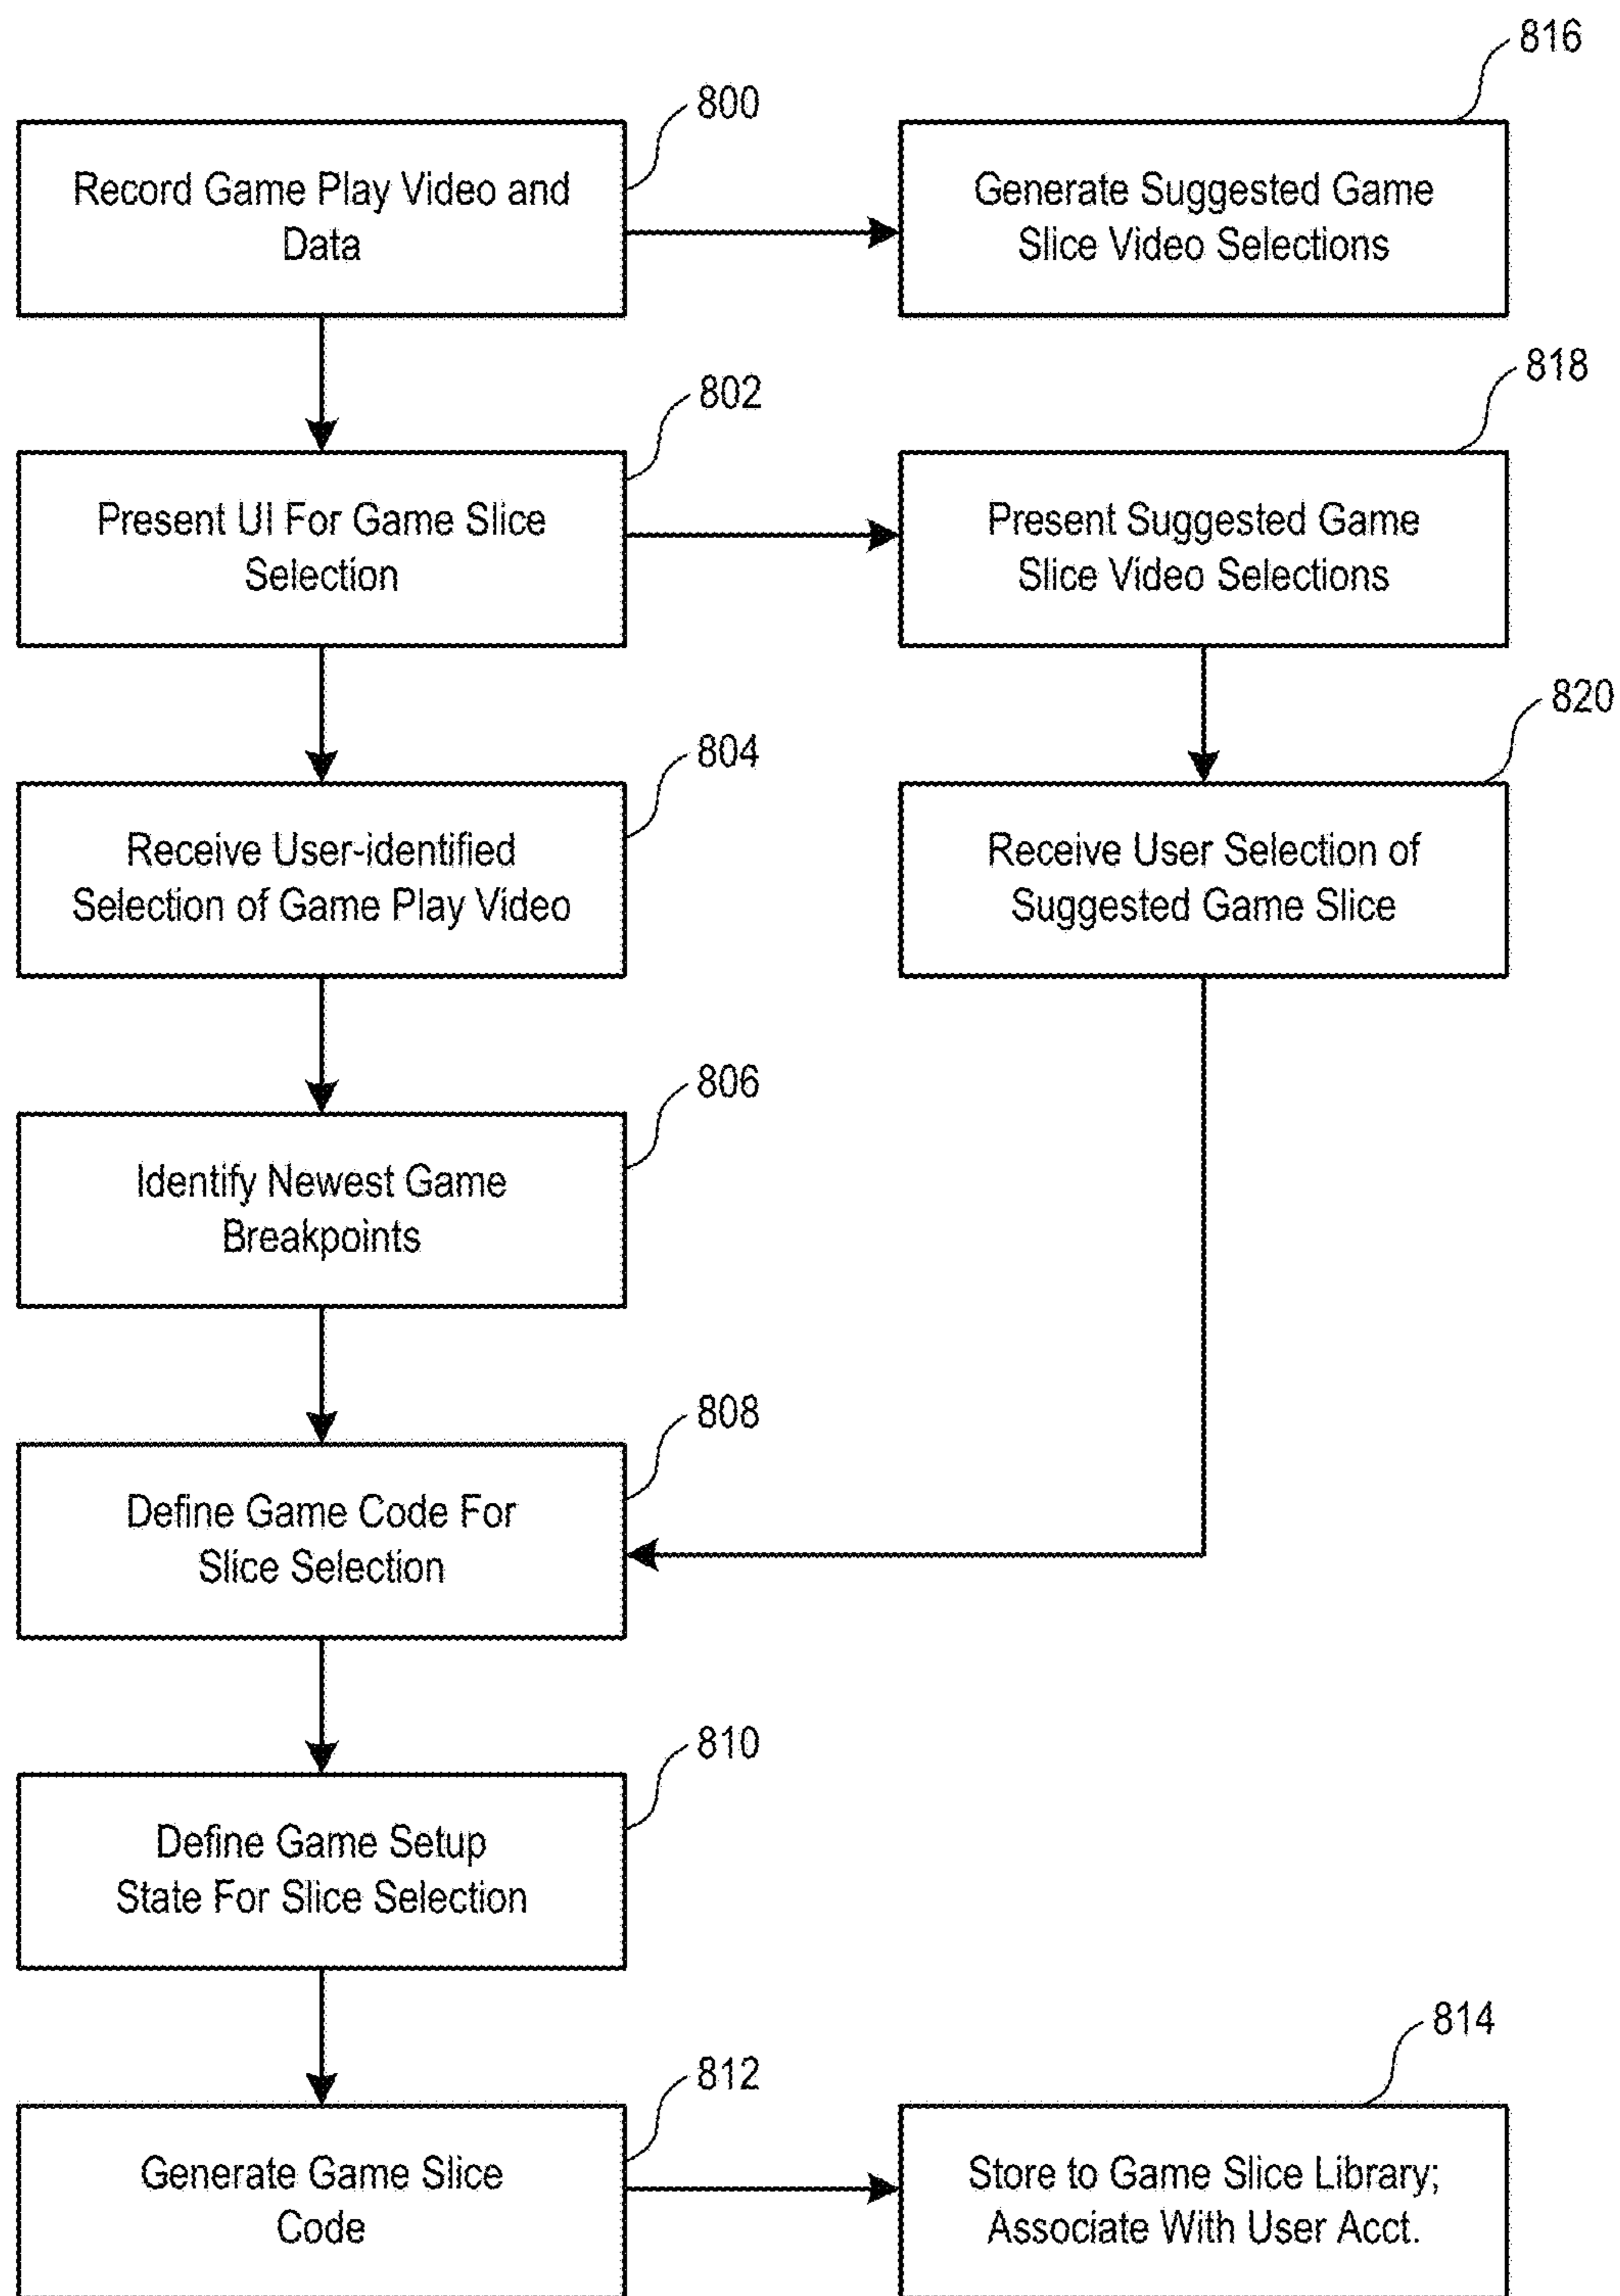 816
800
Record Game Play Video and
Data
Generate Suggested Game
Slice Video Selections
818
802
Present UI For Game Slice
Selection
Present Suggested Game
Slice Video Selections
820
804
Receive User-identified
Selection of Game Play Video
Receive User Selection of
Suggested Game Slice
806
Identify Newest Game
Breakpoints
808
Define Game Code For
Slice Selection
810
Define Game Setup
State For Slice Selection
814
812
Generate Game Slice
Code
Store to Game Slice Library;
Associate With User Acct.